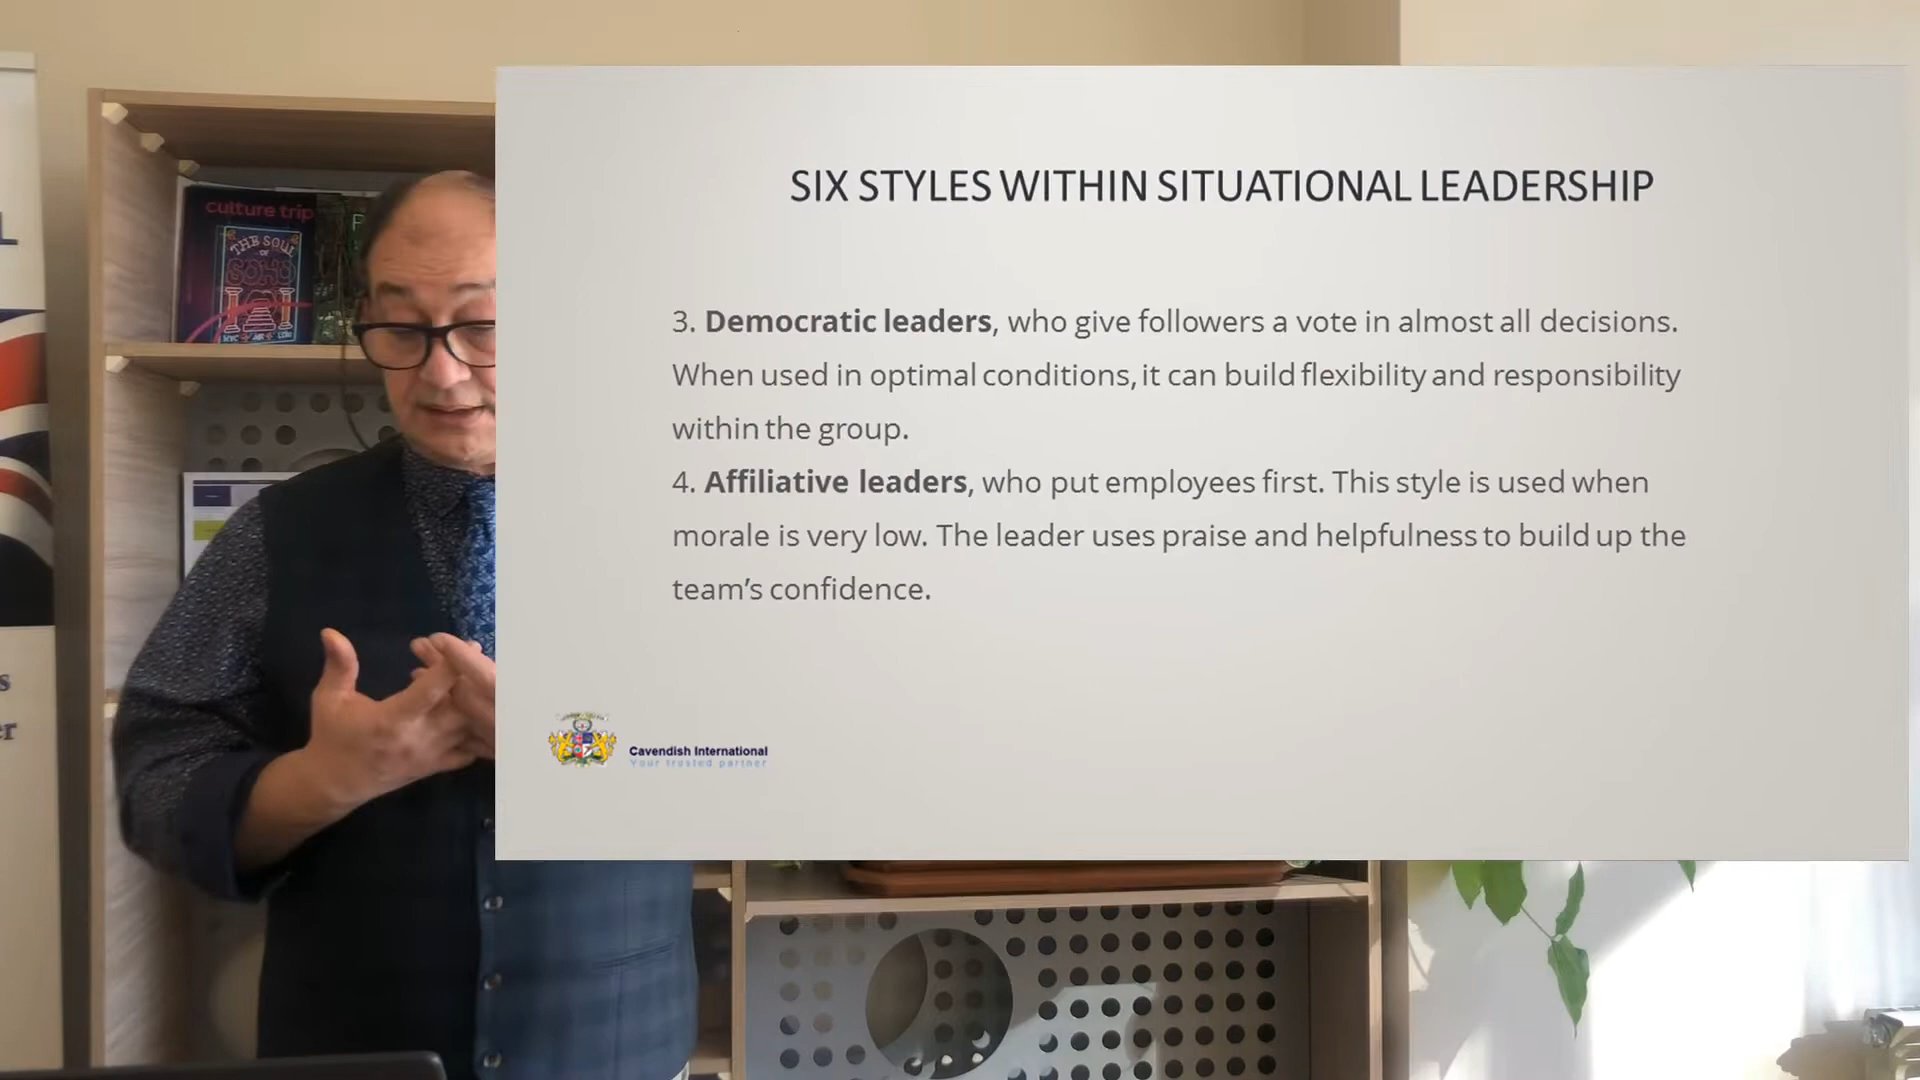 SIX STYLES WITHIN SITUATIONAL LEADERSHIP
3. Democratic leaders, who give followers a vote in almost all decisions.
When used in optimal conditions, it can build flexibility and responsibility
within the group.
4. Affiliative leaders, who put employees first. This style is used when
morale is very low. The leader uses praise and helpfulness to build up the
team’s confidence.
Cavendish International
Your trusted partner
culture trip
THE SOUL
OF
SOHO
L
s
er